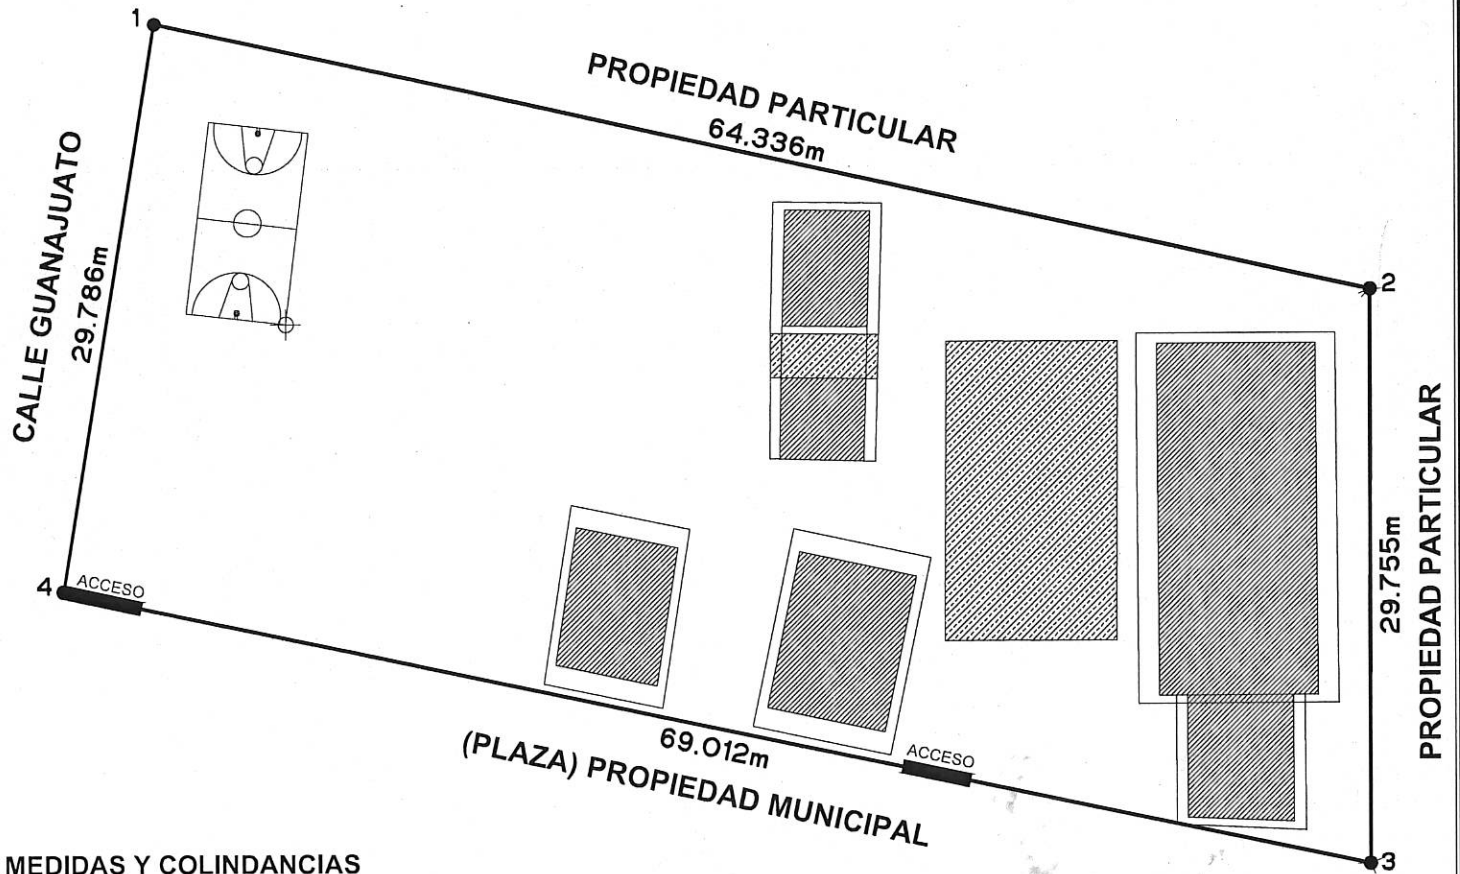 1
PROPIEDAD PARTICULAR
64.336m
CALLE GUANAJUATO
29.786m
2
PROPIEDAD PARTICULAR
29.755m
4
ACCESO
69.012m
ACCESO
(PLAZA) PROPIEDAD MUNICIPAL
3
MEDIDAS Y COLINDANCIAS